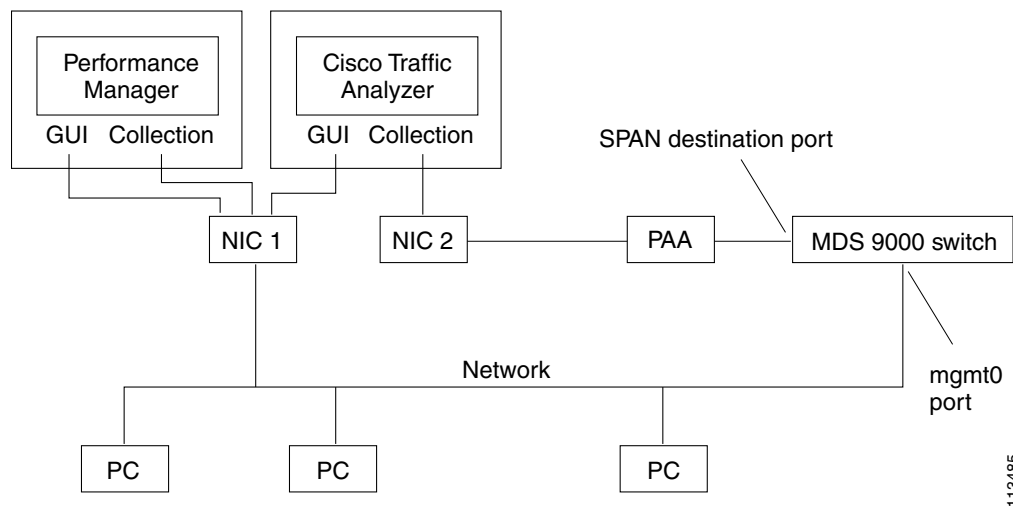 Performance
Manager
GUI Collection
Cisco Traffic
Analyzer
GUI Collection
SPAN destination port
NIC 1
NIC 2
PAA
MDS 9000 switch
Network
mgmt0
port
PC
PC
PC